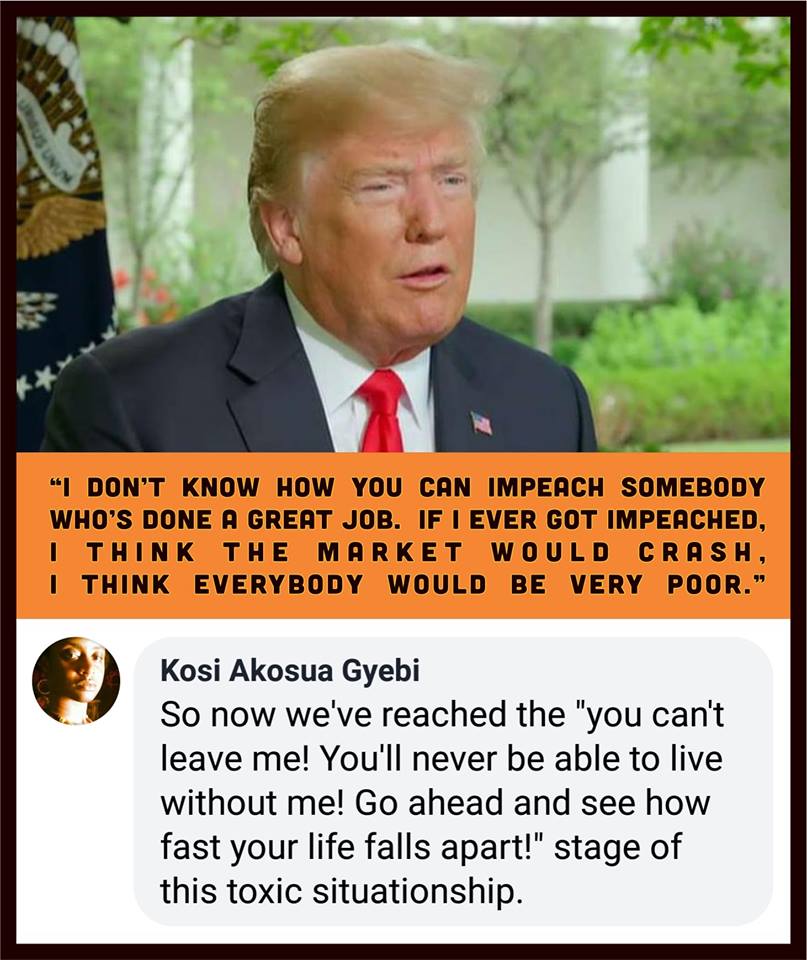 “I DON’T KNOW HOW YOU CAN IMPEACH SOMEBODY
WHO’S DONE A GREAT JOB. IF I EVER GOT IMPEACHED,
I THINK THE MARKET WOULD CRASH,
I THINK EVERYBODY WOULD BE VERY POOR.”
Kosi Akosua Gyebi
So now we've reached the "you can't
leave me! You'll never be able to live
without me! Go ahead and see how
fast your life falls apart!" stage of
this toxic situationship.